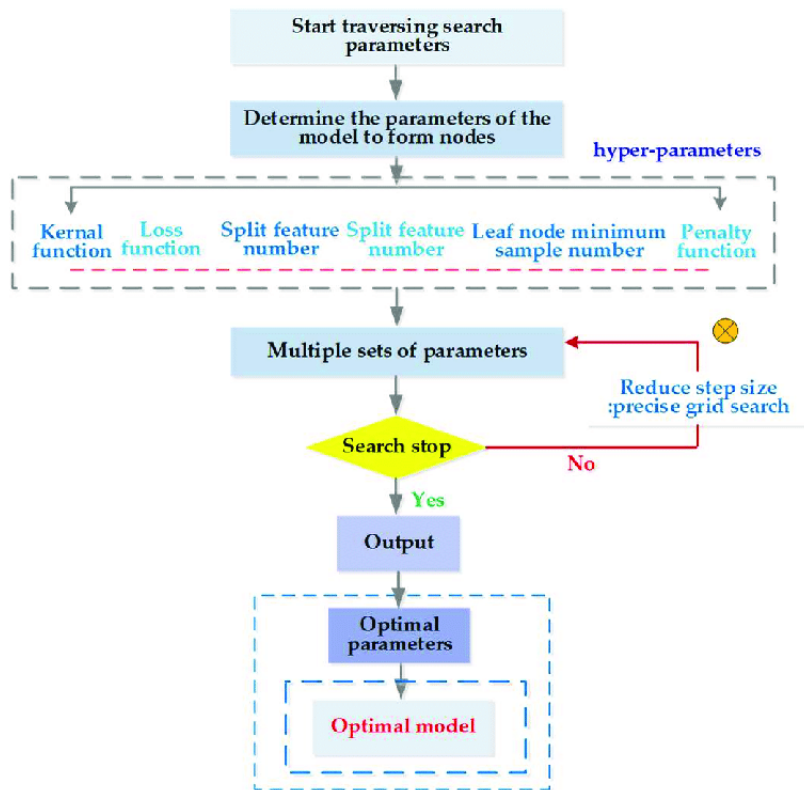 Start traversing search
parameters
Determine the parameters of the
model to form nodes
hyper-parameters
Kernal
function
Loss
function
Split feature
number
Split feature
number
Leaf node minimum
sample number
Penalty
function
Multiple sets of parameters
Reduce step size
:precise grid search
Search stop
No
Yes
Output
Optimal
parameters
Optimal model